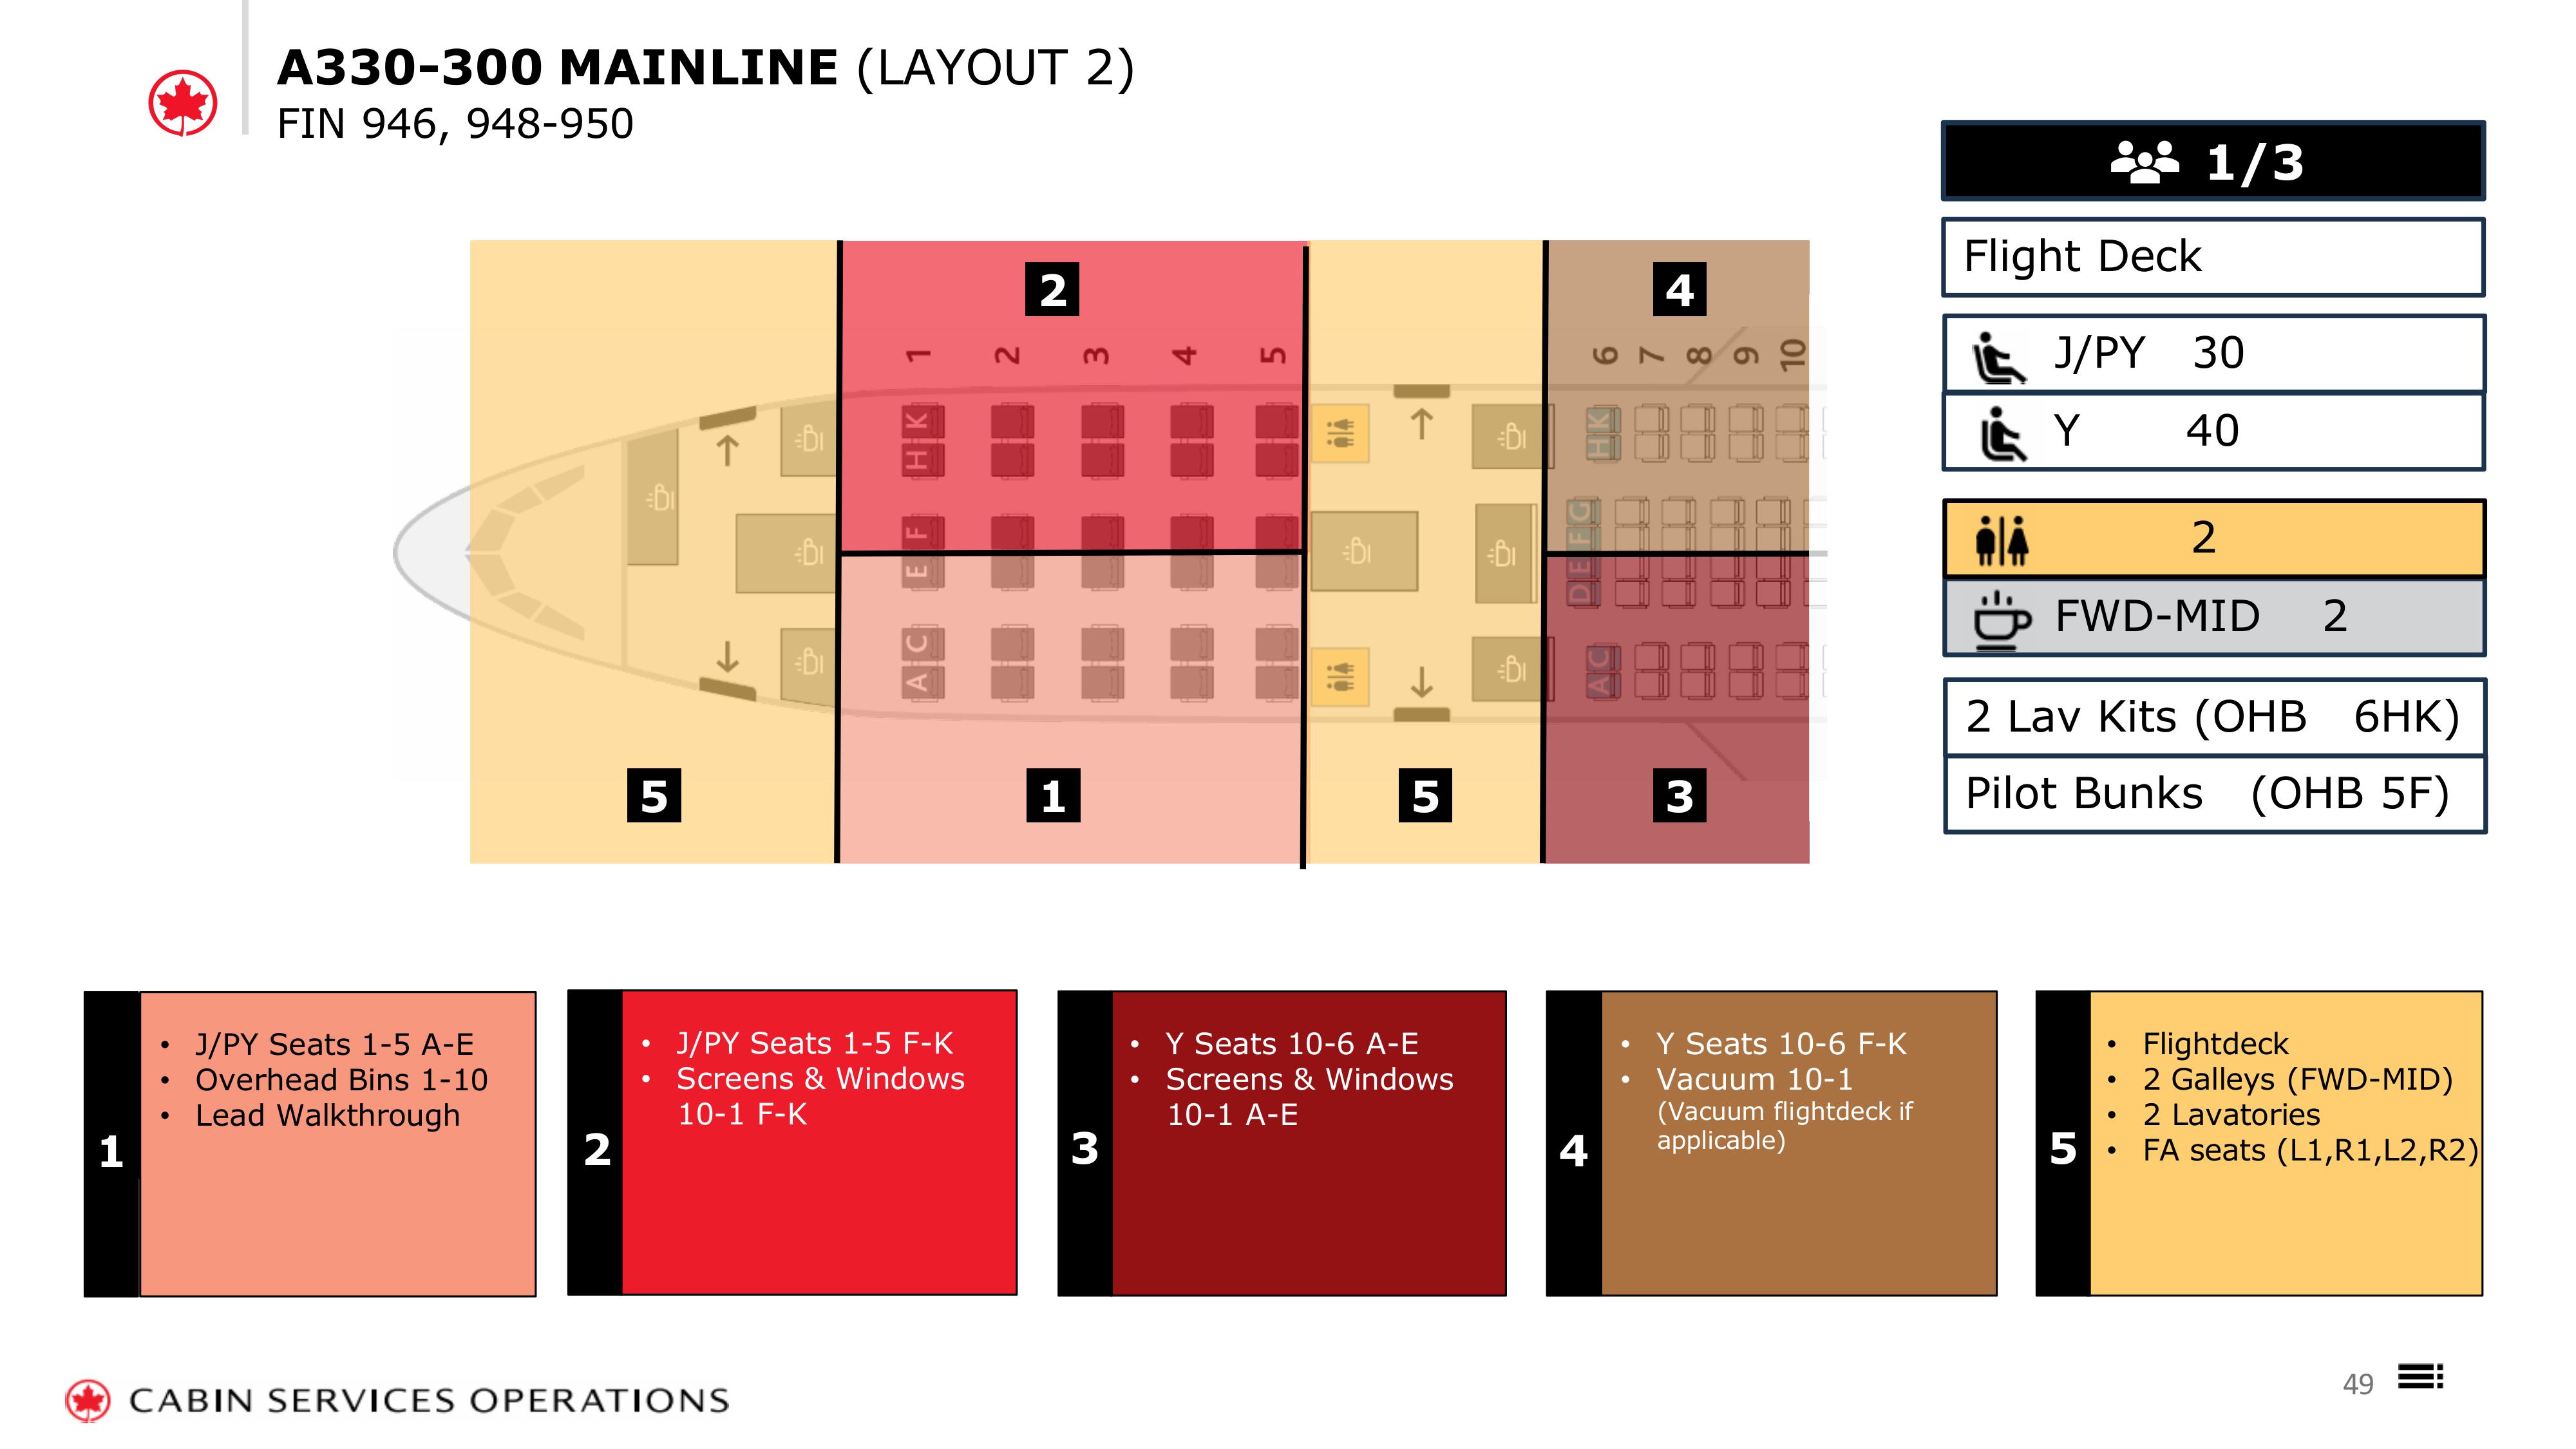 A330-300 MAINLINE (LAYOUT 2)
FIN 946, 948-950
1/3
Flight Deck
J/PY 30
Y 40
2
FWD-MID 2
2 Lav Kits (OHB 6HK)
Pilot Bunks (OHB 5F)
2
4
1 2 3 4 5
6 7 8 9 10
K
H
F
E
C
A
HK
FG
DE
AC
5
1
5
3
1
• J/PY Seats 1-5 A-E
• Overhead Bins 1-10
• Lead Walkthrough
2
• J/PY Seats 1-5 F-K
• Screens & Windows
10-1 F-K
3
• Y Seats 10-6 A-E
• Screens & Windows
10-1 A-E
4
• Y Seats 10-6 F-K
• Vacuum 10-1
(Vacuum flightdeck if
applicable)
5
• Flightdeck
• 2 Galleys (FWD-MID)
• 2 Lavatories
• FA seats (L1,R1,L2,R2)
CABIN SERVICES OPERATIONS
49